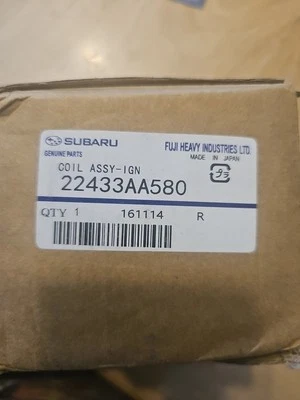 SUBARU
GENUINE PARTS
FUJI HEAVY INDUSTRIES LTD.
MADE IN JAPAN
COIL ASSY-IGN
22433AA580
QTY 1 161114 R